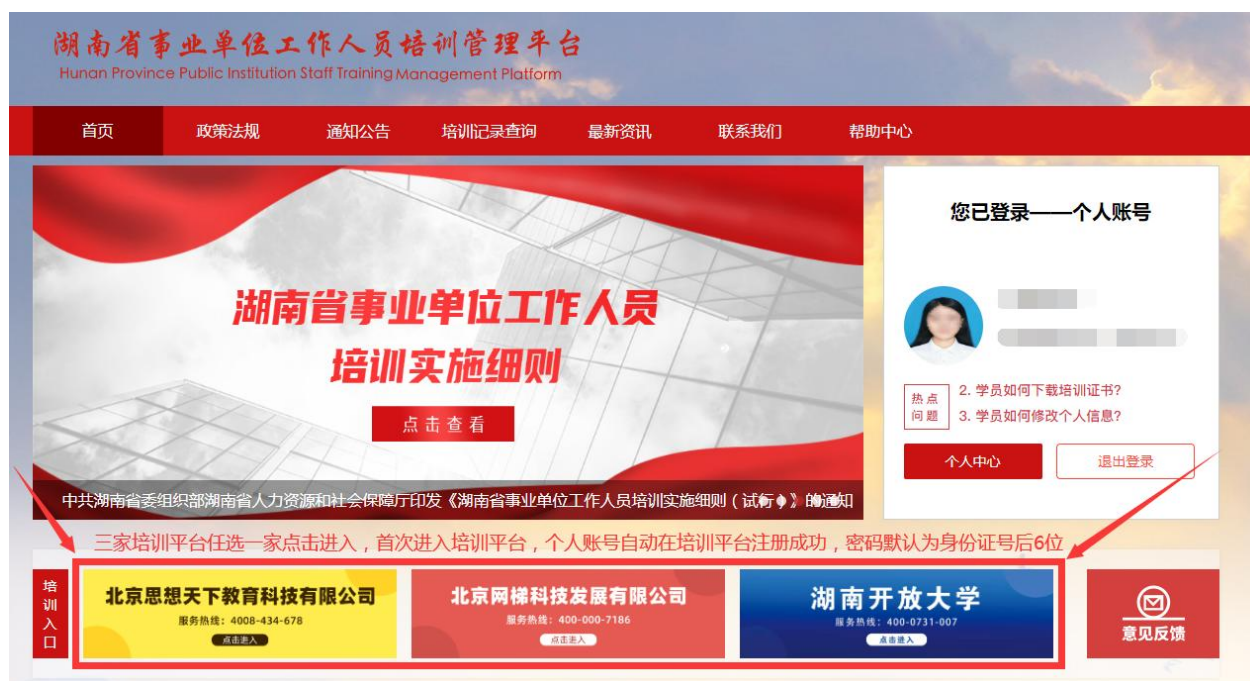 湖南省事业单位工作人员培训管理平台
Hunan Province Public Institution Staff Training Management Platform
首页 政策法规 通知公告 培训记录查询 最新资讯 联系我们 帮助中心
湖南省事业单位工作人员
培训实施细则
点击查看
中共湖南省委组织部湖南省人力资源和社会保障厅印发《湖南省事业单位工作人员培训实施细则(试行)》的通知
您已登录——个人账号
热点
问题
2. 学员如何下载培训证书?
3. 学员如何修改个人信息?
个人中心 退出登录
三家培训平台任选一家点击进入,首次进入培训平台,个人账号自动在培训平台注册成功,密码默认为身份证号后6位
培训入口
北京思想天下教育科技有限公司
服务热线:4008-434-678
点击进入
北京网梯科技发展有限公司
服务热线:400-000-7186
点击进入
湖南开放大学
服务热线:400-0731-007
点击进入
意见反馈